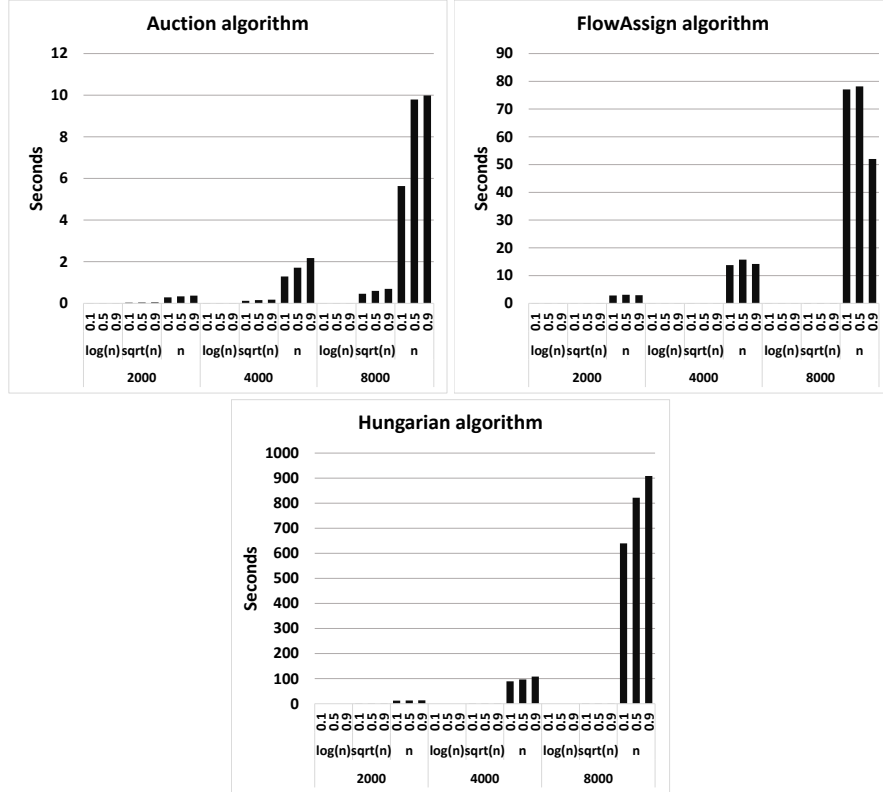 Auction algorithm
12
10
8
6
4
2
0
Seconds
0.1 0.5 0.9 0.1 0.5 0.9 0.1 0.5 0.9 0.1 0.5 0.9 0.1 0.5 0.9 0.1 0.5 0.9 0.1 0.5 0.9 0.1 0.5 0.9 0.1 0.5 0.9
log(n) sqrt(n) n log(n) sqrt(n) n log(n) sqrt(n) n
2000 4000 8000
FlowAssign algorithm
90
80
70
60
50
40
30
20
10
0
Seconds
0.1 0.5 0.9 0.1 0.5 0.9 0.1 0.5 0.9 0.1 0.5 0.9 0.1 0.5 0.9 0.1 0.5 0.9 0.1 0.5 0.9 0.1 0.5 0.9 0.1 0.5 0.9
log(n) sqrt(n) n log(n) sqrt(n) n log(n) sqrt(n) n
2000 4000 8000
Hungarian algorithm
1000
900
800
700
600
500
400
300
200
100
0
Seconds
0.1 0.5 0.9 0.1 0.5 0.9 0.1 0.5 0.9 0.1 0.5 0.9 0.1 0.5 0.9 0.1 0.5 0.9 0.1 0.5 0.9 0.1 0.5 0.9 0.1 0.5 0.9
log(n) sqrt(n) n log(n) sqrt(n) n log(n) sqrt(n) n
2000 4000 8000